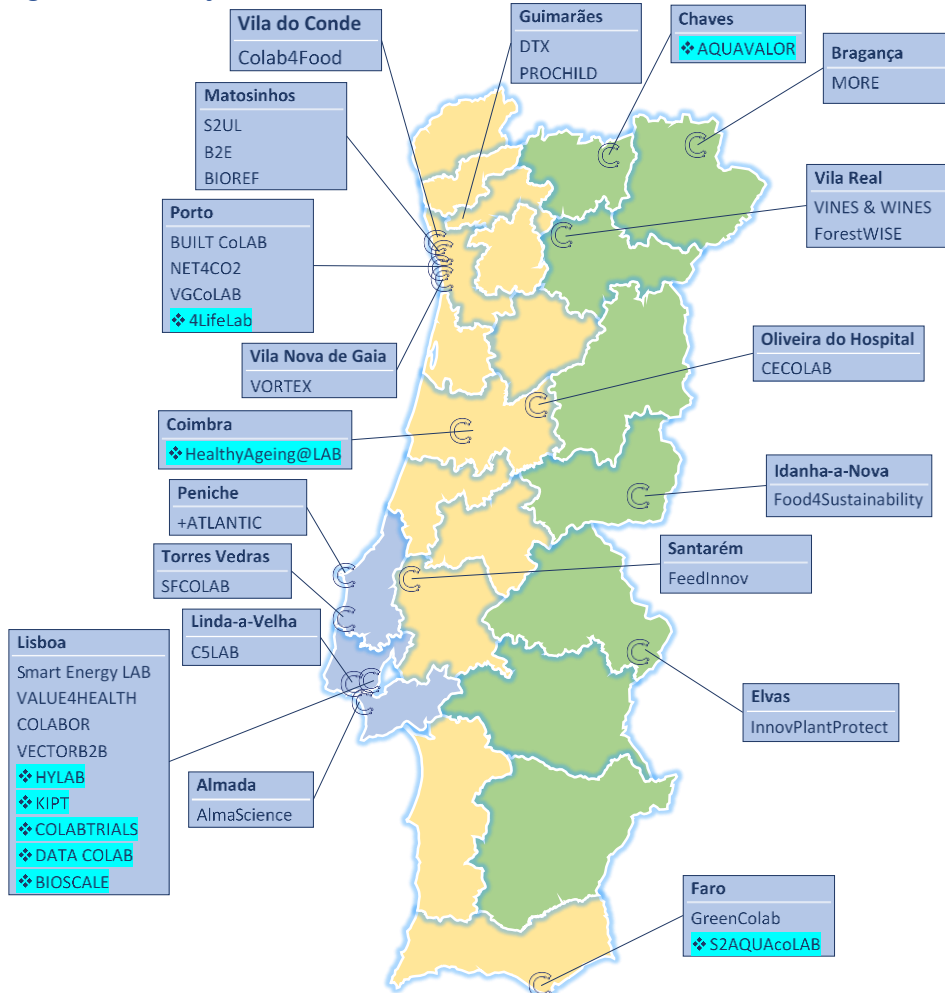 Vila do Conde
Colab4Food
Guimarães
DTX
PROCHILD
Chaves
❖ AQUAVALOR
Bragança
MORE
Matosinhos
S2UL
B2E
BIOREF
Vila Real
VINES & WINES
ForestWISE
Porto
BUILT CoLAB
NET4CO2
VGCoLAB
❖ 4LifeLab
Vila Nova de Gaia
VORTEX
Oliveira do Hospital
CECOLAB
Coimbra
❖ HealthyAgeing@LAB
Idanha-a-Nova
Food4Sustainability
Peniche
+ATLANTIC
Santarém
FeedInnov
Torres Vedras
SFCOLAB
Linda-a-Velha
C5LAB
Lisboa
Smart Energy LAB
VALUE4HEALTH
COLABOR
VECTORB2B
❖ HYLAB
❖ KIPT
❖ COLABTRIALS
❖ DATA COLAB
❖ BIOSCALE
Elvas
InnovPlantProtect
Almada
AlmaScience
Faro
GreenColab
❖ S2AQUAcoLAB